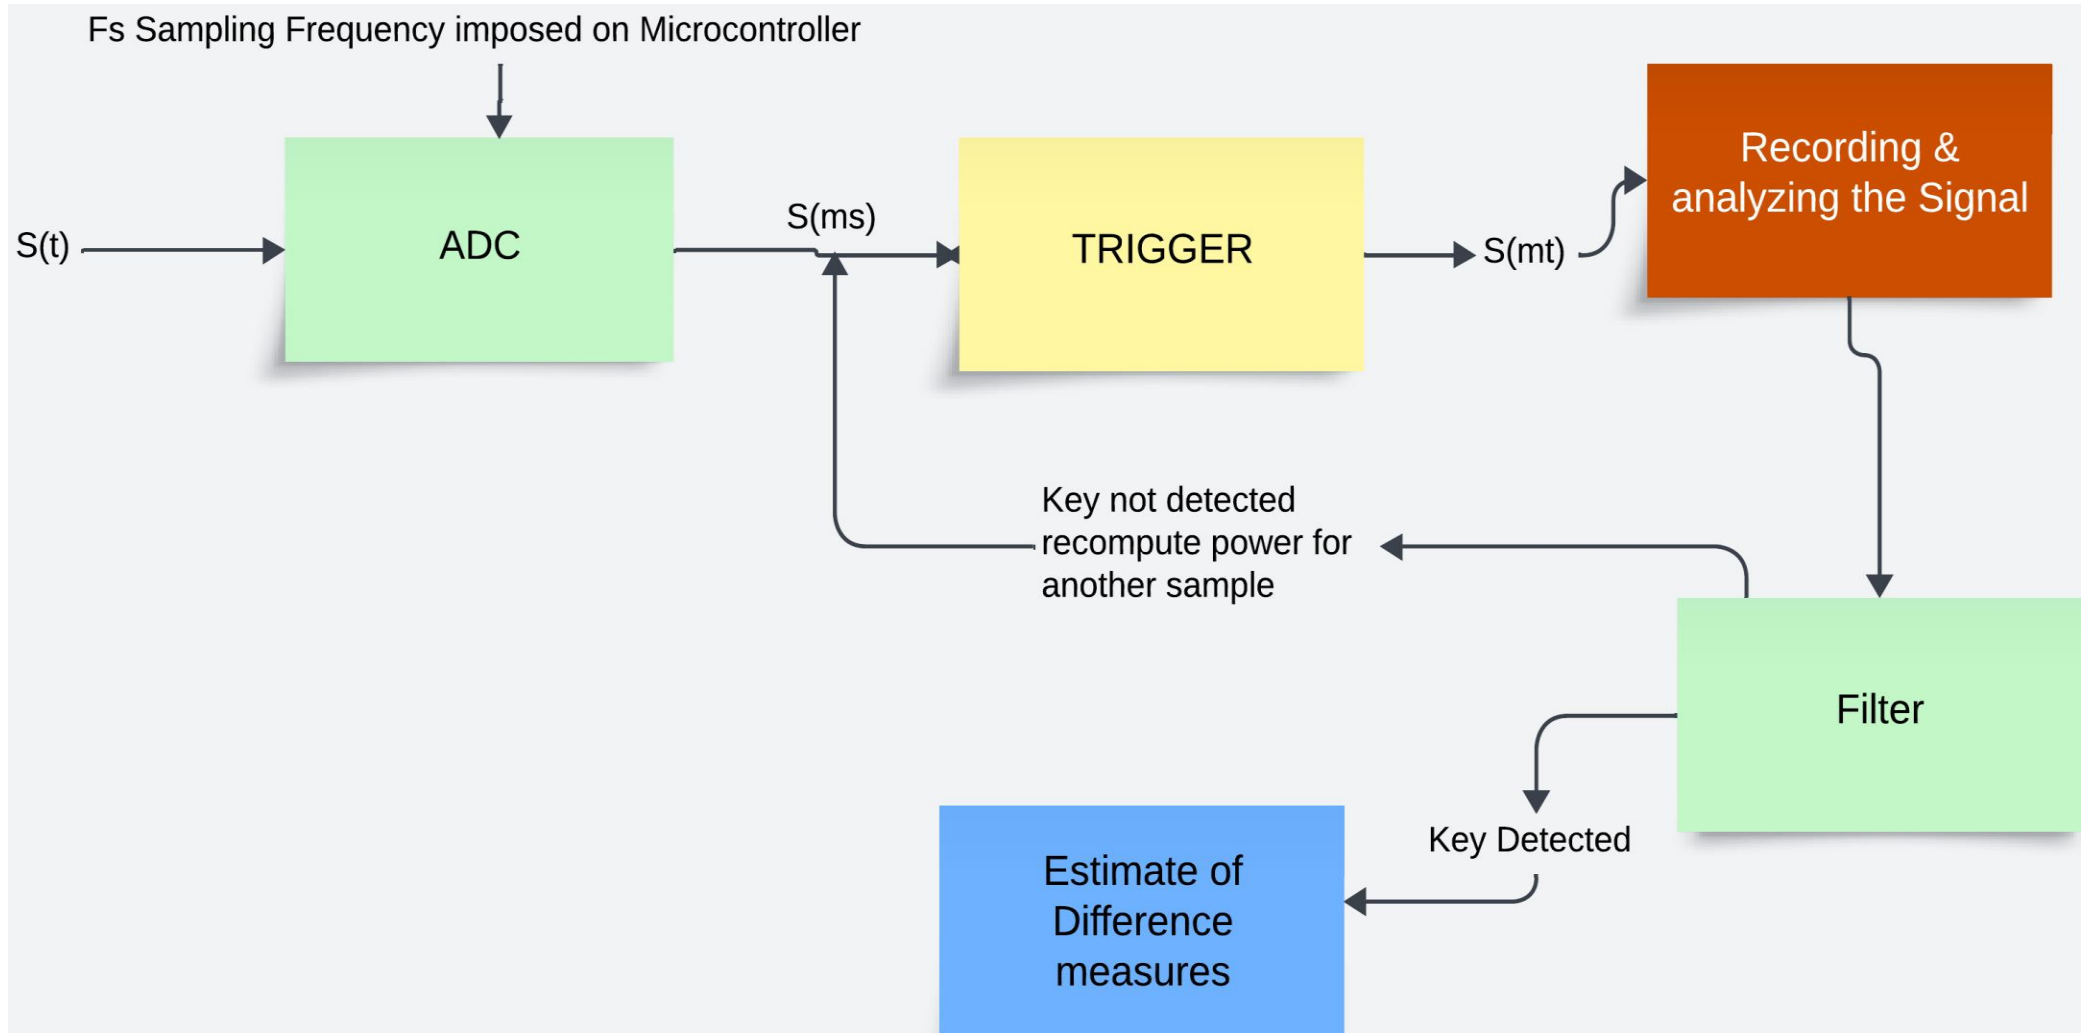 Fs Sampling Frequency imposed on Microcontroller
S(t)
ADC
S(ms)
TRIGGER
S(mt)
Recording &
analyzing the Signal
Key not detected
recompute power for
another sample
Filter
Key Detected
Estimate of
Difference
measures